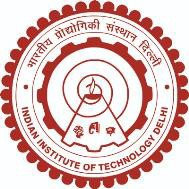 भारतीय प्रौद्योगिकी संस्थान दिल्ली
INDIAN INSTITUTE OF TECHNOLOGY DELHI